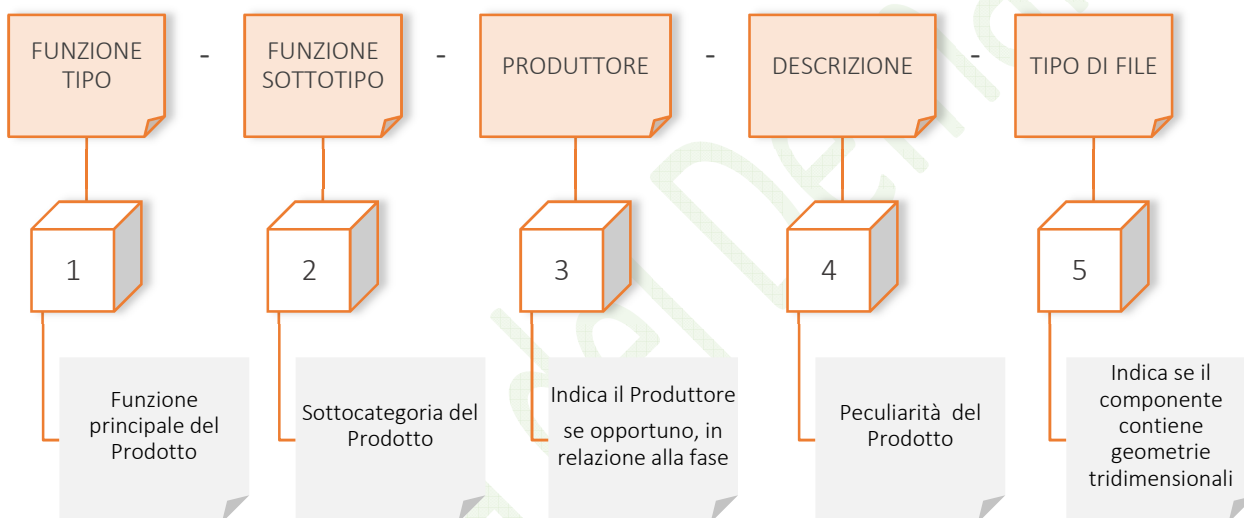 FUNZIONE
TIPO
-
FUNZIONE
SOTTOTIPO
-
PRODUTTORE
-
DESCRIZIONE
-
TIPO DI FILE
1
2
3
4
5
Funzione
principale del
Prodotto
Sottocategoria del
Prodotto
Indica il Produttore
se opportuno, in
relazione alla fase
Peculiarità del
Prodotto
Indica se il
componente
contiene
geometrie
tridimensionali